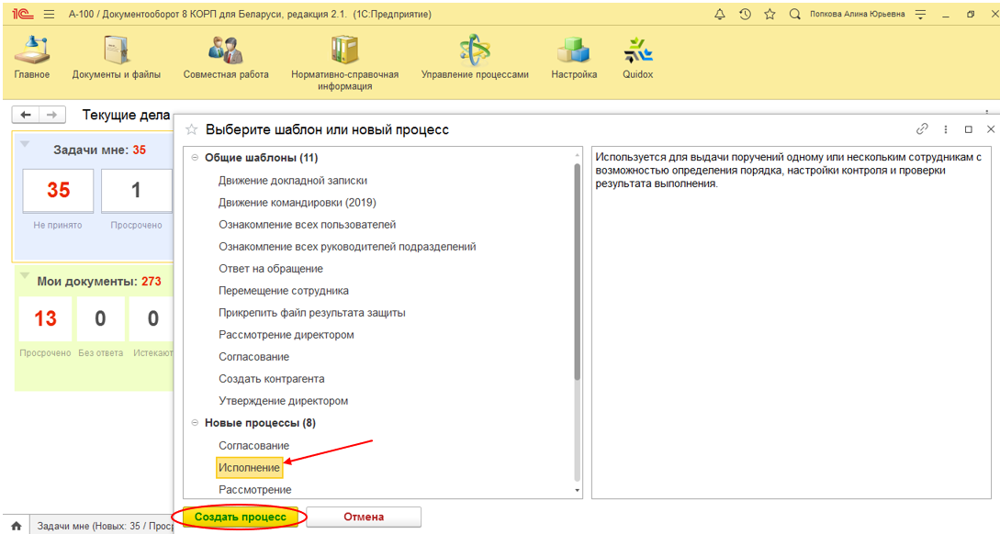 1С А-100 / Документооборот 8 КОРП для Беларуси, редакция 2.1. (1С:Предприятие) Попкова Алина Юрьевна
Главное Документы и файлы Совместная работа Нормативно-справочная информация Управление процессами Настройка Quidox
Текущие дела
Задачи мне: 35
35 1
Не принято Просрочено
Мои документы: 273
13 0 0
Просрочено Без ответа Истекают
Выберите шаблон или новый процесс
Общие шаблоны (11)
Движение докладной записки
Движение командировки (2019)
Ознакомление всех пользователей
Ознакомление всех руководителей подразделений
Ответ на обращение
Перемещение сотрудника
Прикрепить файл результата защиты
Рассмотрение директором
Согласование
Создать контрагента
Утверждение директором
Новые процессы (8)
Согласование
Исполнение
Рассмотрение
Используется для выдачи поручений одному или нескольким сотрудникам с
возможностью определения порядка, настройки контроля и проверки
результата выполнения.
Создать процесс Отмена
Задачи мне (Новых: 35 / Прос